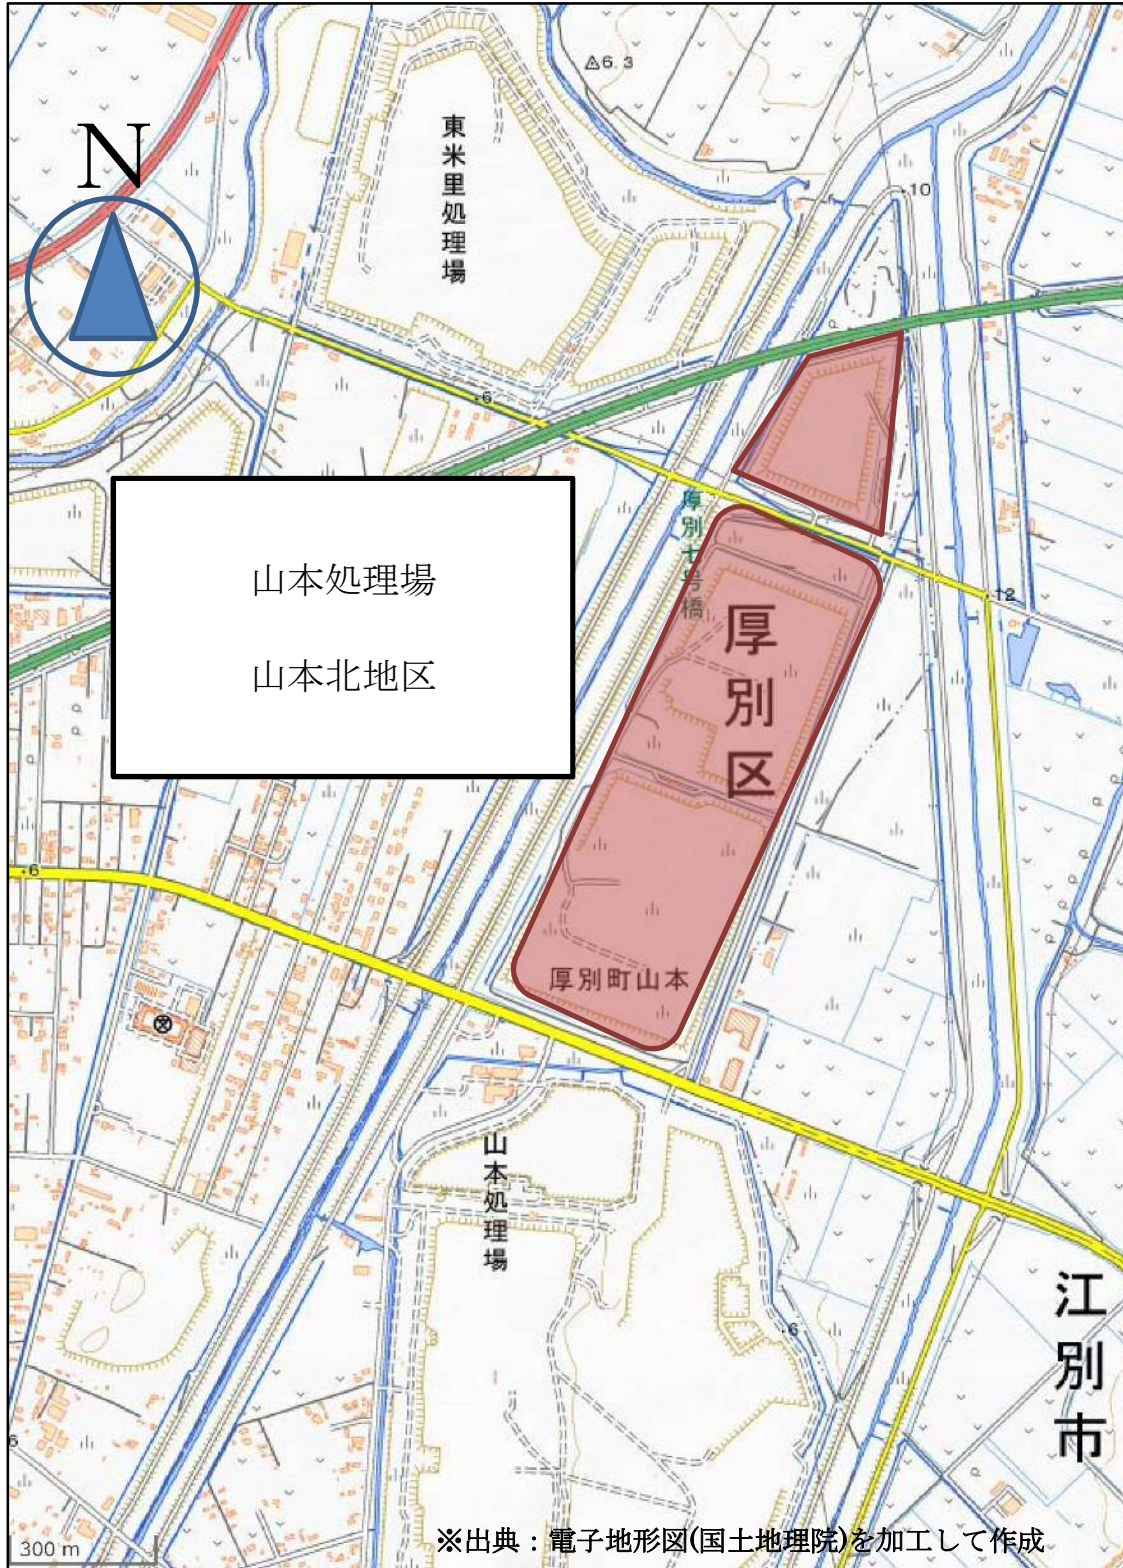 △6.3
N
東米里処理場
・10
・6
厚別七号橋
山本処理場
山本北地区
厚別区
・12
・6
厚別町山本
山本処理場
・6
江別市
6
300 m
※出典：電子地形図(国土地理院)を加工して作成